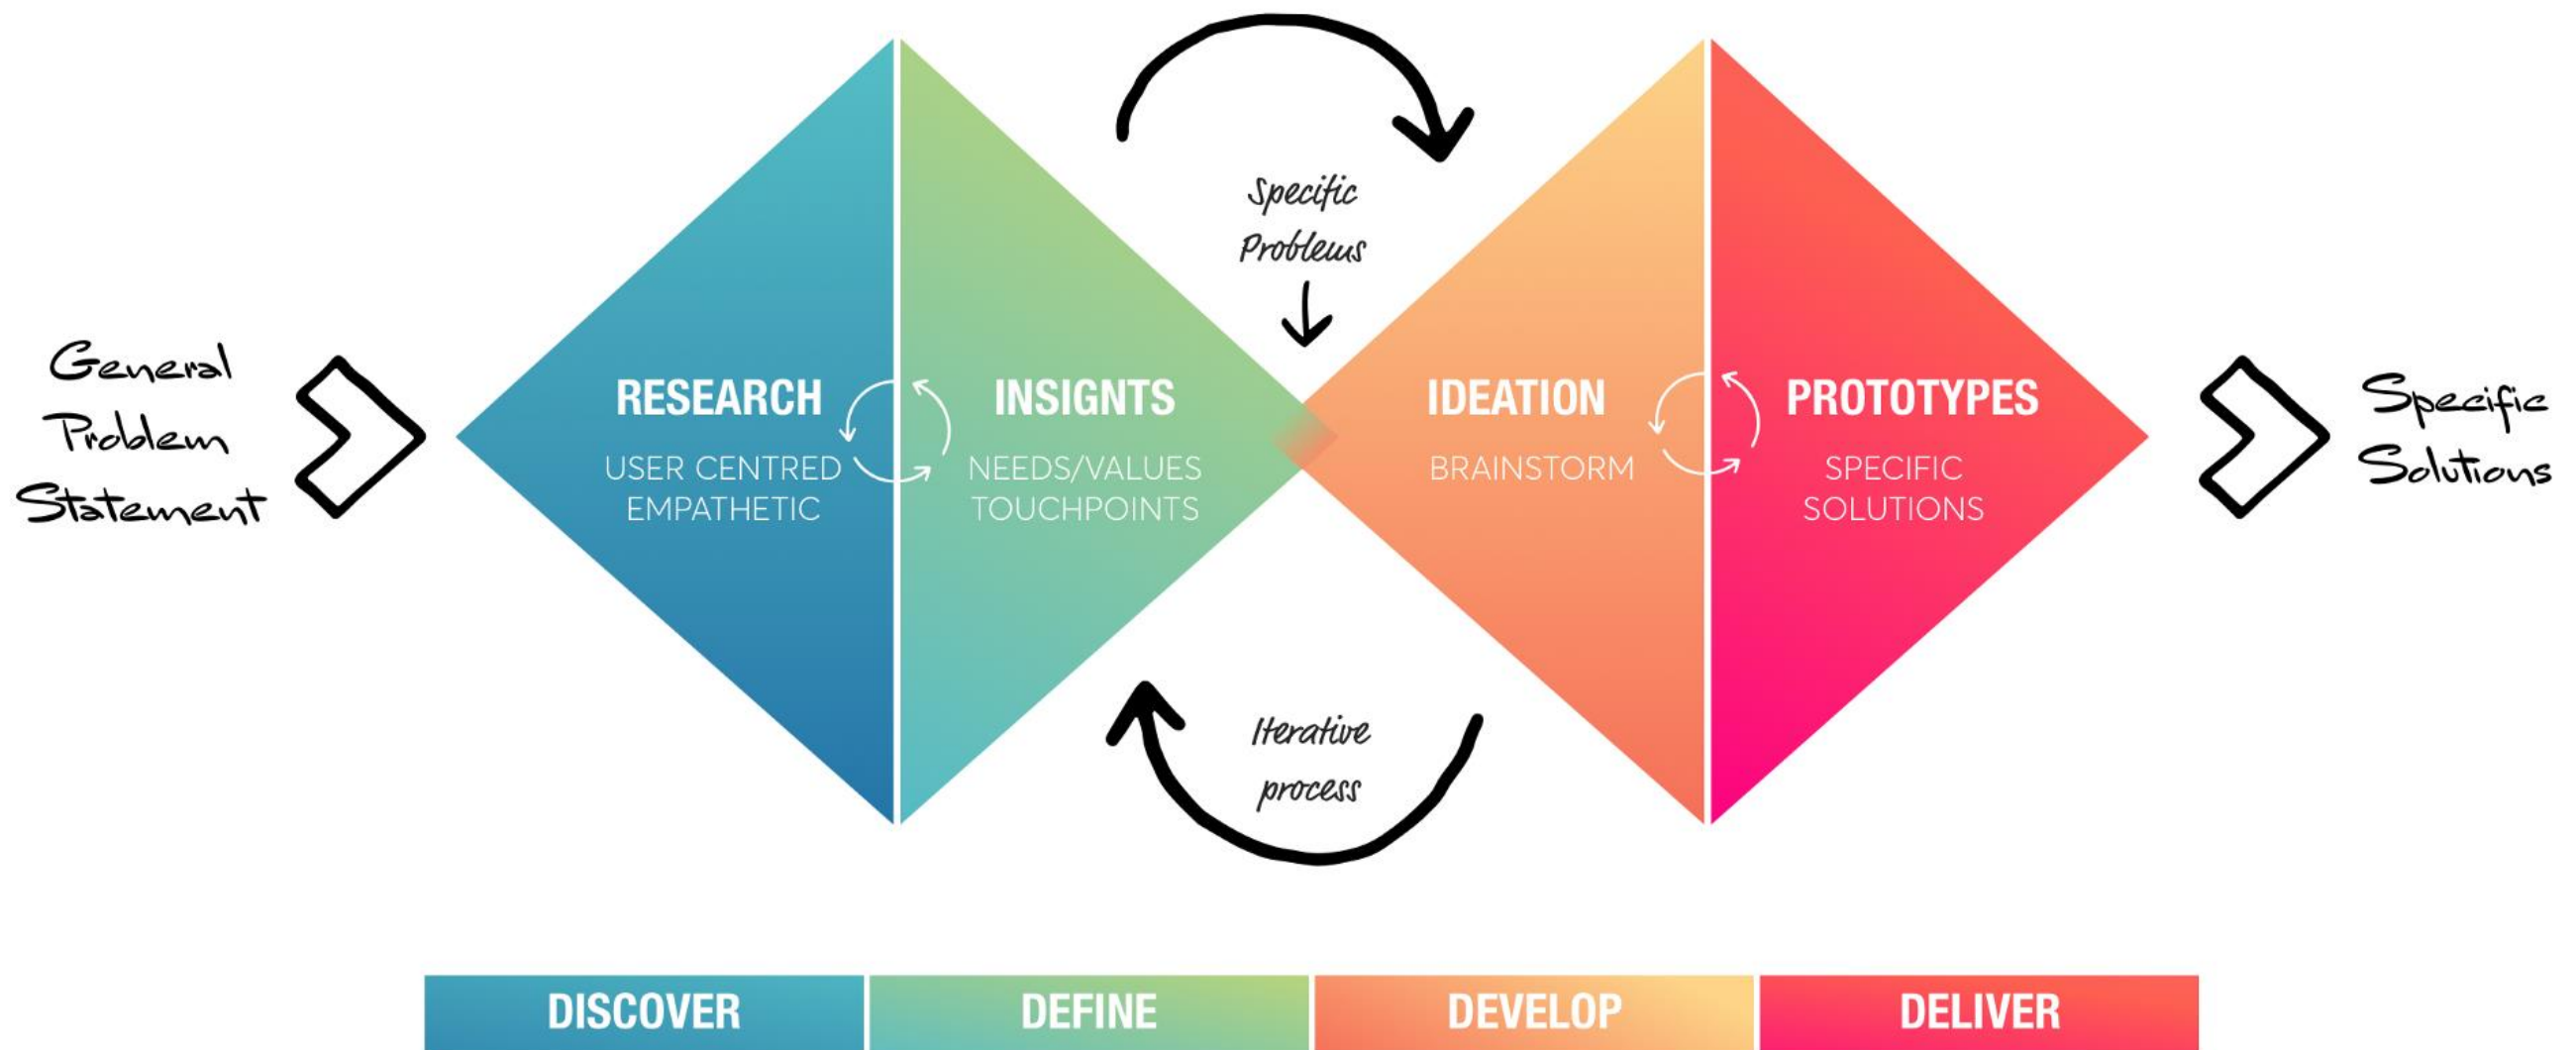 General
Problem
Statement
RESEARCH
USER CENTRED
EMPATHETIC
INSIGNTS
NEEDS/VALUES
TOUCHPOINTS
Specific
Problems
Iterative
process
IDEATION
BRAINSTORM
PROTOTYPES
SPECIFIC
SOLUTIONS
Specific
Solutions
DISCOVER
DEFINE
DEVELOP
DELIVER